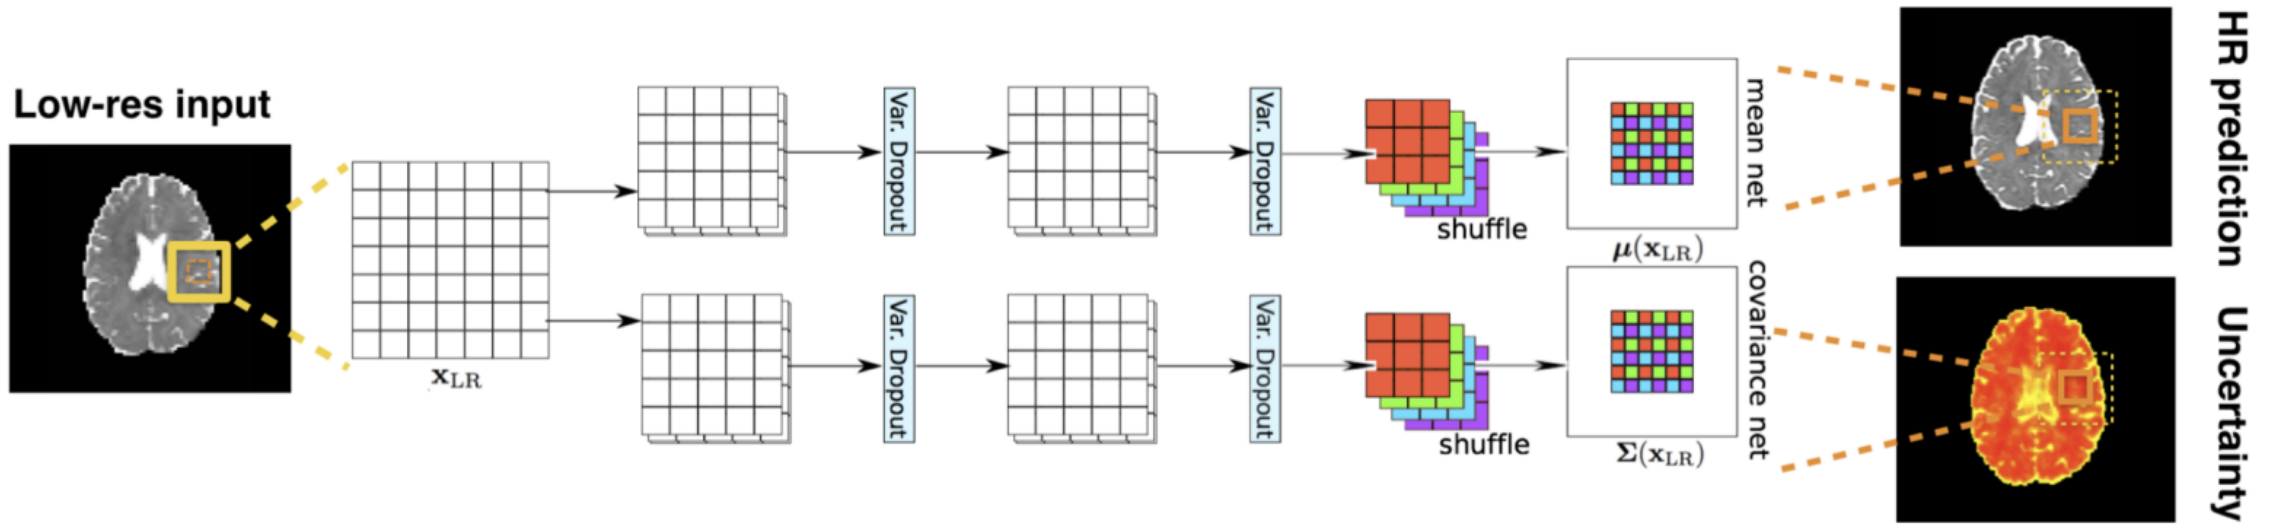 Low-res input
x_LR
Var. Dropout
Var. Dropout
shuffle
μ(x_LR)
mean net
HR prediction
Var. Dropout
Var. Dropout
shuffle
Σ(x_LR)
covariance net
Uncertainty